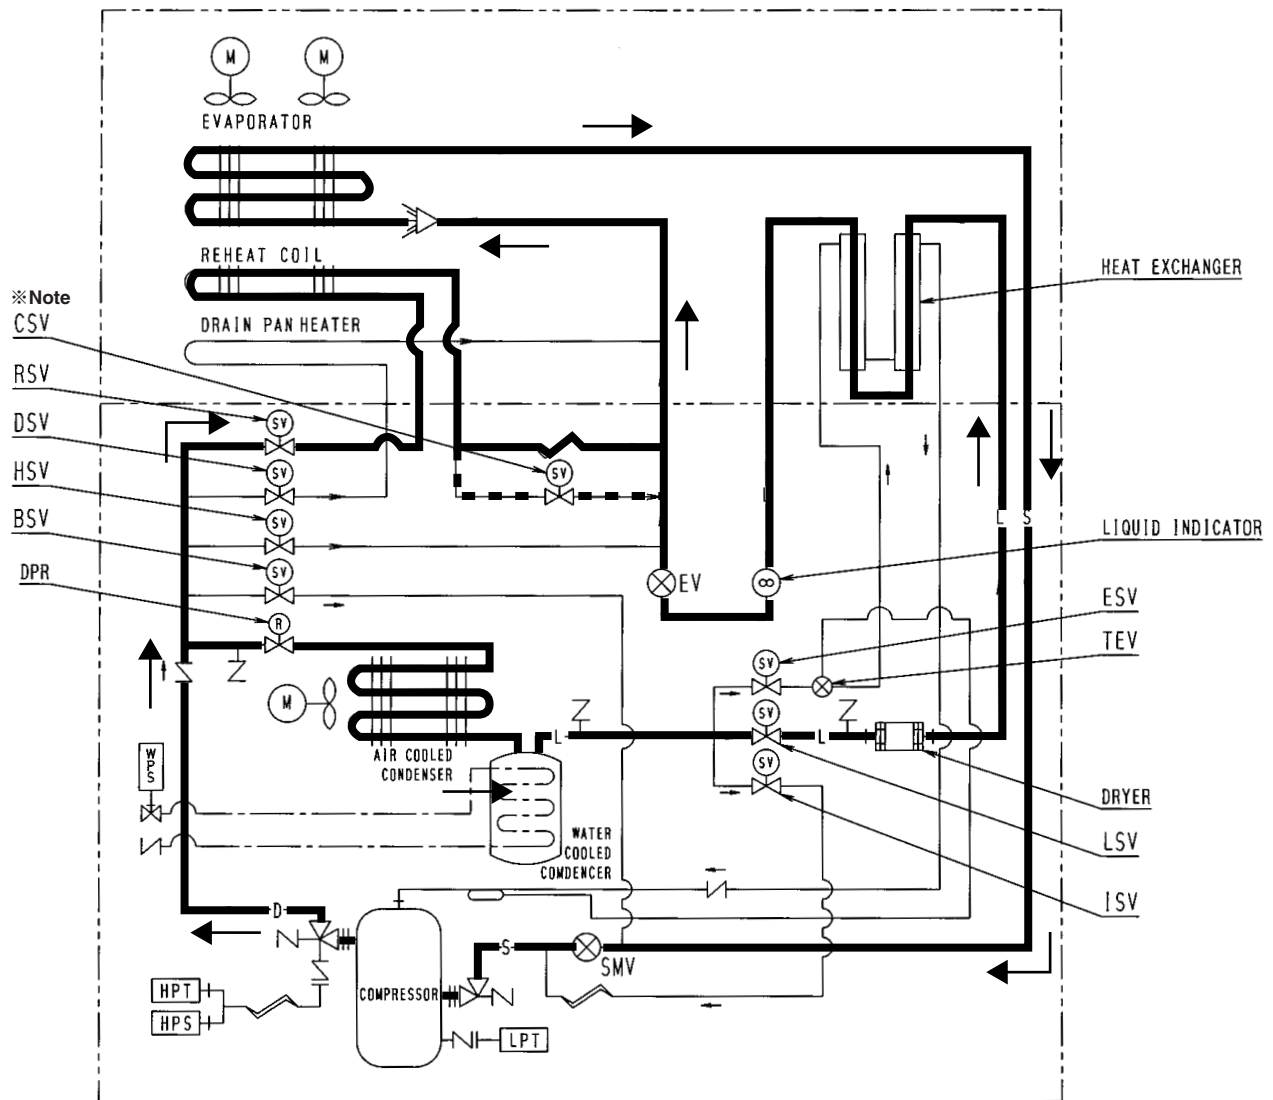 M
M
EVAPORATOR
REHEAT COIL
HEAT EXCHANGER
※Note
CSV
DRAIN PAN HEATER
RSV
SV
DSV
SV
SV
HSV
SV
BSV
L
S
LIQUID INDICATOR
DPR
SV
EV
ESV
R
TEV
SV
M
SV
L
L
AIR COOLED
CONDENSER
WPS
SV
DRYER
WATER
COOLED
COMDENCER
LSV
ISV
D
S
SMV
HPT
COMPRESSOR
HPS
LPT